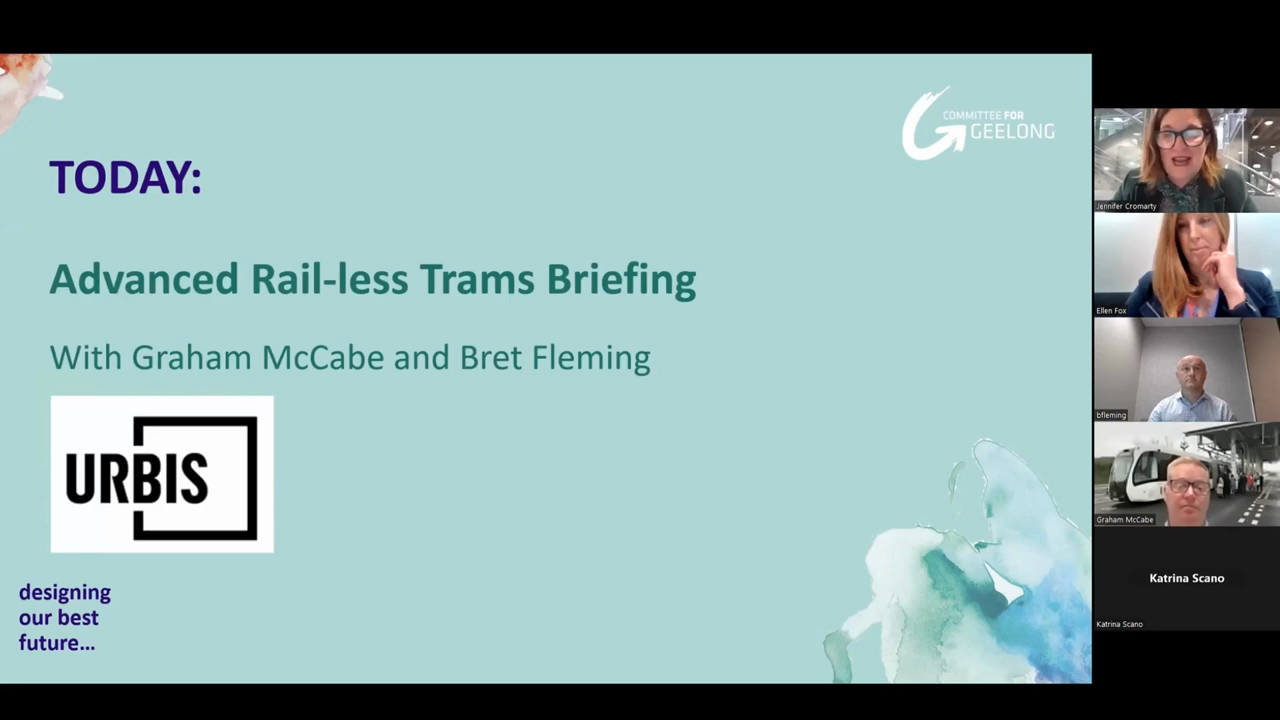 COMMITTEE FOR
GEELONG
TODAY:
Advanced Rail-less Trams Briefing
With Graham McCabe and Bret Fleming
URBIS
designing
our best
future...
Jennifer Cromarty
Ellen Fox
bfleming
Graham McCabe
Katrina Scano
Katrina Scano